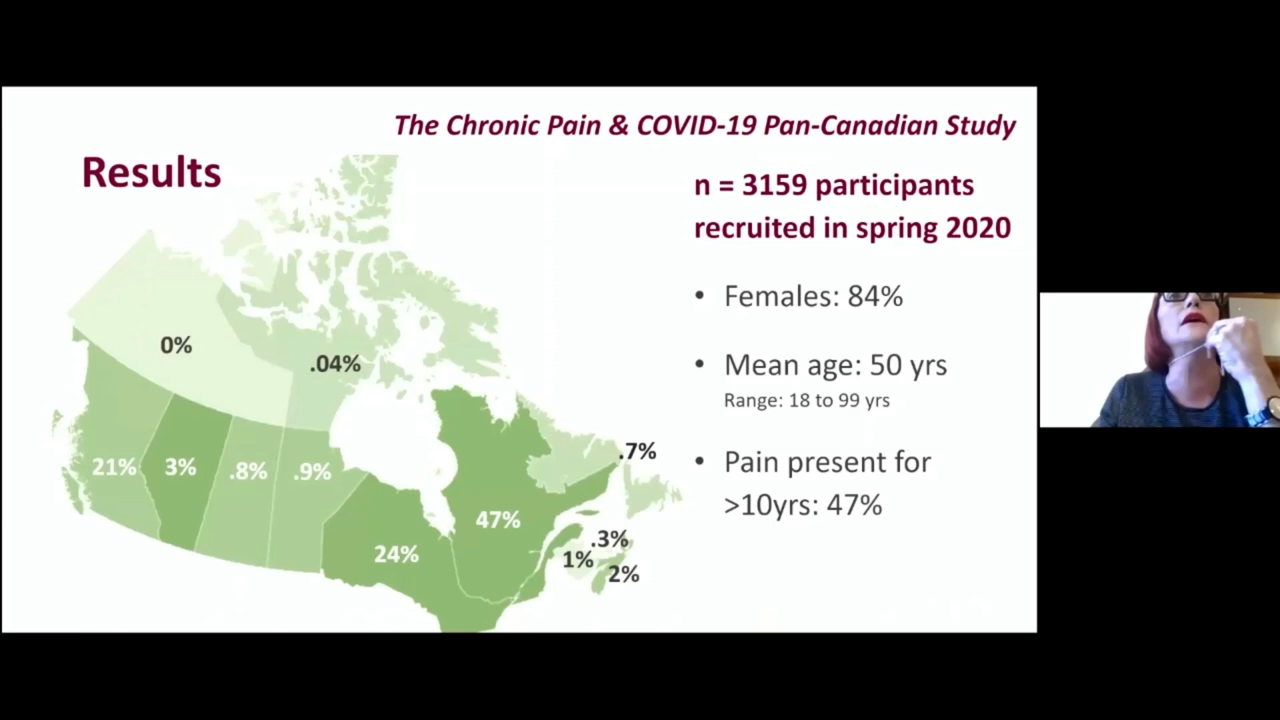 The Chronic Pain & COVID-19 Pan-Canadian Study
Results
n = 3159 participants
recruited in spring 2020
• Females: 84%
• Mean age: 50 yrs
Range: 18 to 99 yrs
• Pain present for
>10yrs: 47%
0%
.04%
21%
3%
.8%
.9%
24%
47%
.7%
.3%
1%
2%